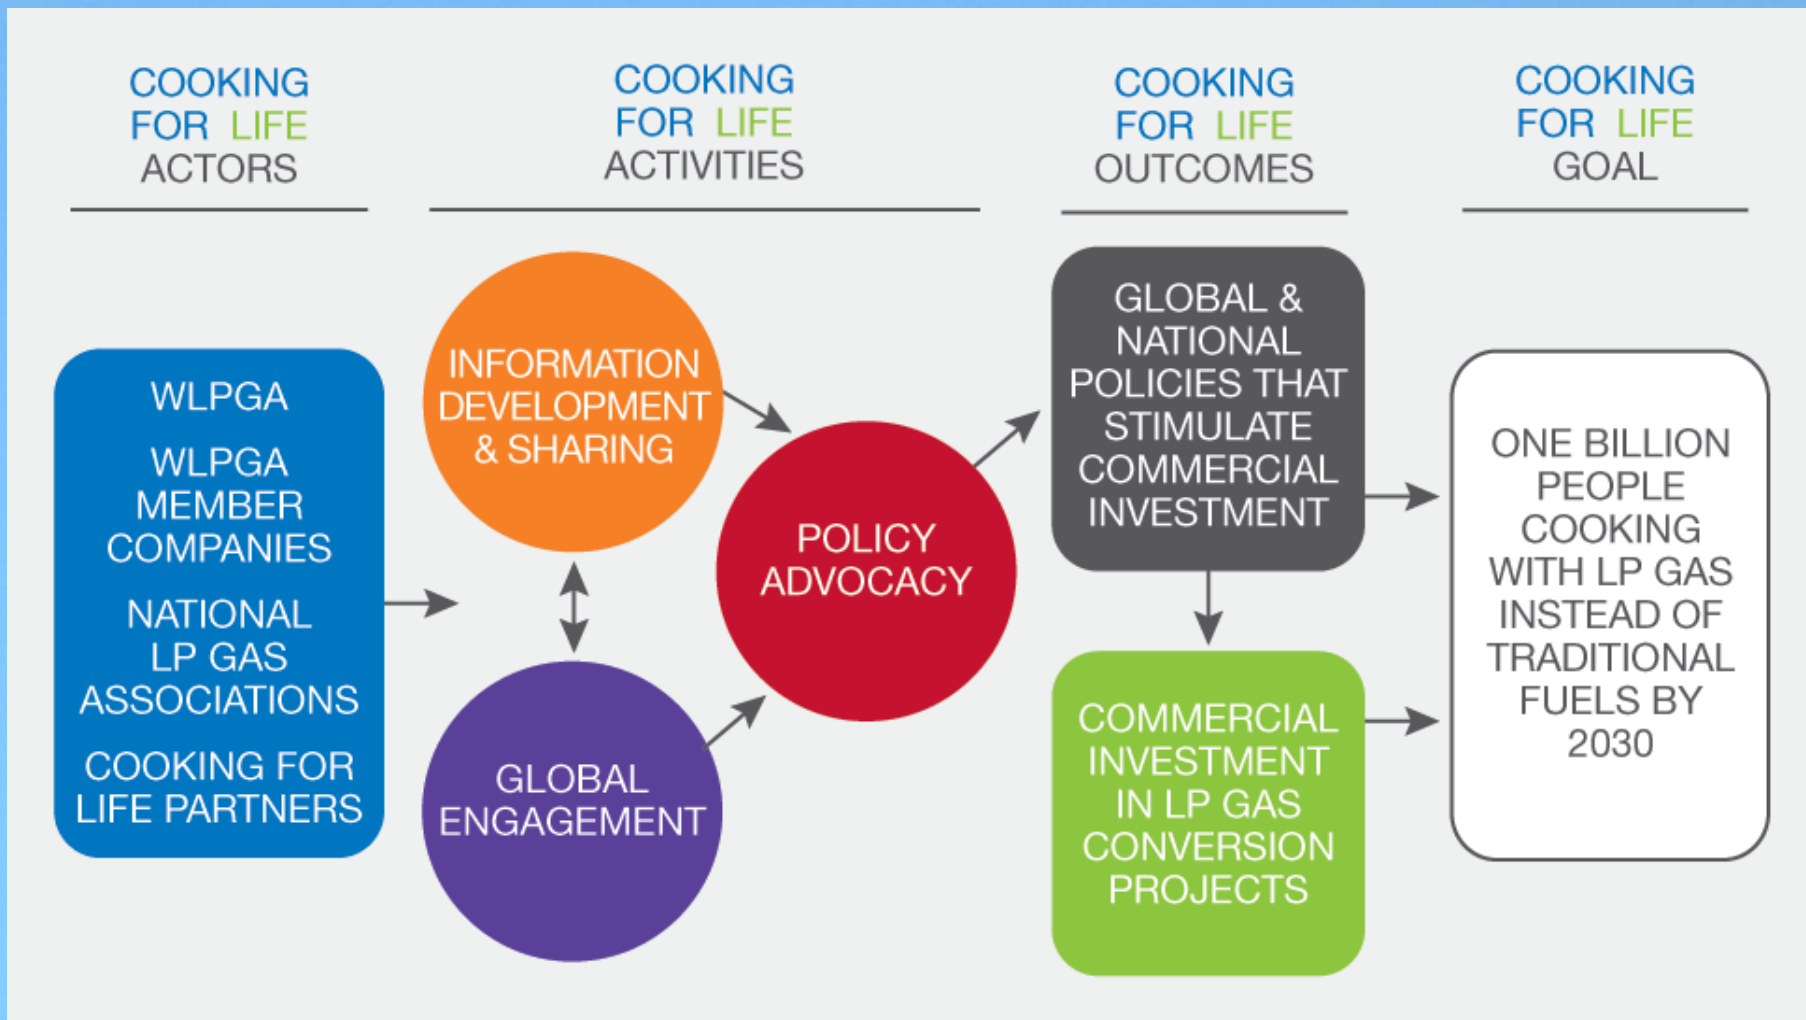 COOKING
FOR LIFE
ACTORS
WLPGA
WLPGA
MEMBER
COMPANIES
NATIONAL
LP GAS
ASSOCIATIONS
COOKING FOR
LIFE PARTNERS
COOKING
FOR LIFE
ACTIVITIES
INFORMATION
DEVELOPMENT
& SHARING
GLOBAL
ENGAGEMENT
POLICY
ADVOCACY
COOKING
FOR LIFE
OUTCOMES
GLOBAL &
NATIONAL
POLICIES THAT
STIMULATE
COMMERCIAL
INVESTMENT
COMMERCIAL
INVESTMENT
IN LP GAS
CONVERSION
PROJECTS
COOKING
FOR LIFE
GOAL
ONE BILLION
PEOPLE
COOKING
WITH LP GAS
INSTEAD OF
TRADITIONAL
FUELS BY
2030